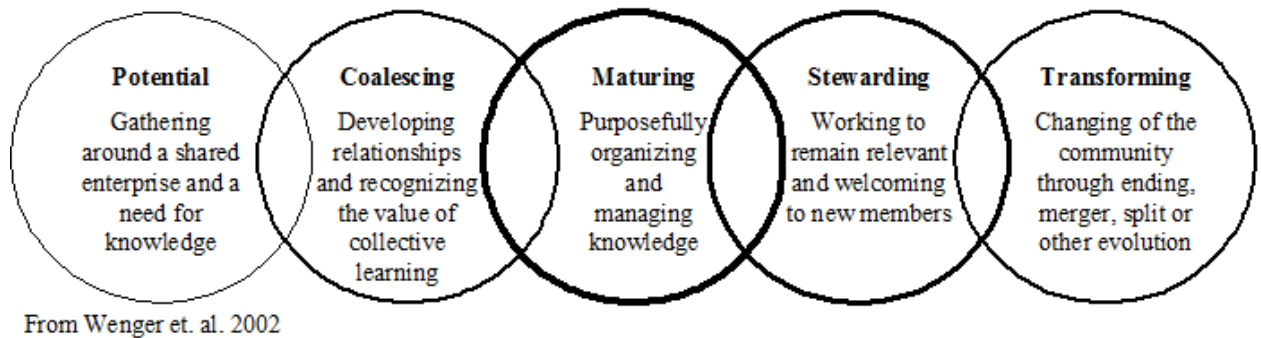 Potential
Gathering
around a shared
enterprise and a
need for
knowledge
Coalescing
Developing
relationships
and recognizing
the value of
collective
learning
Maturing
Purposefully
organizing
and
managing
knowledge
Stewarding
Working to
remain relevant
and welcoming
to new members
Transforming
Changing of the
community
through ending,
merger, split or
other evolution
From Wenger et. al. 2002